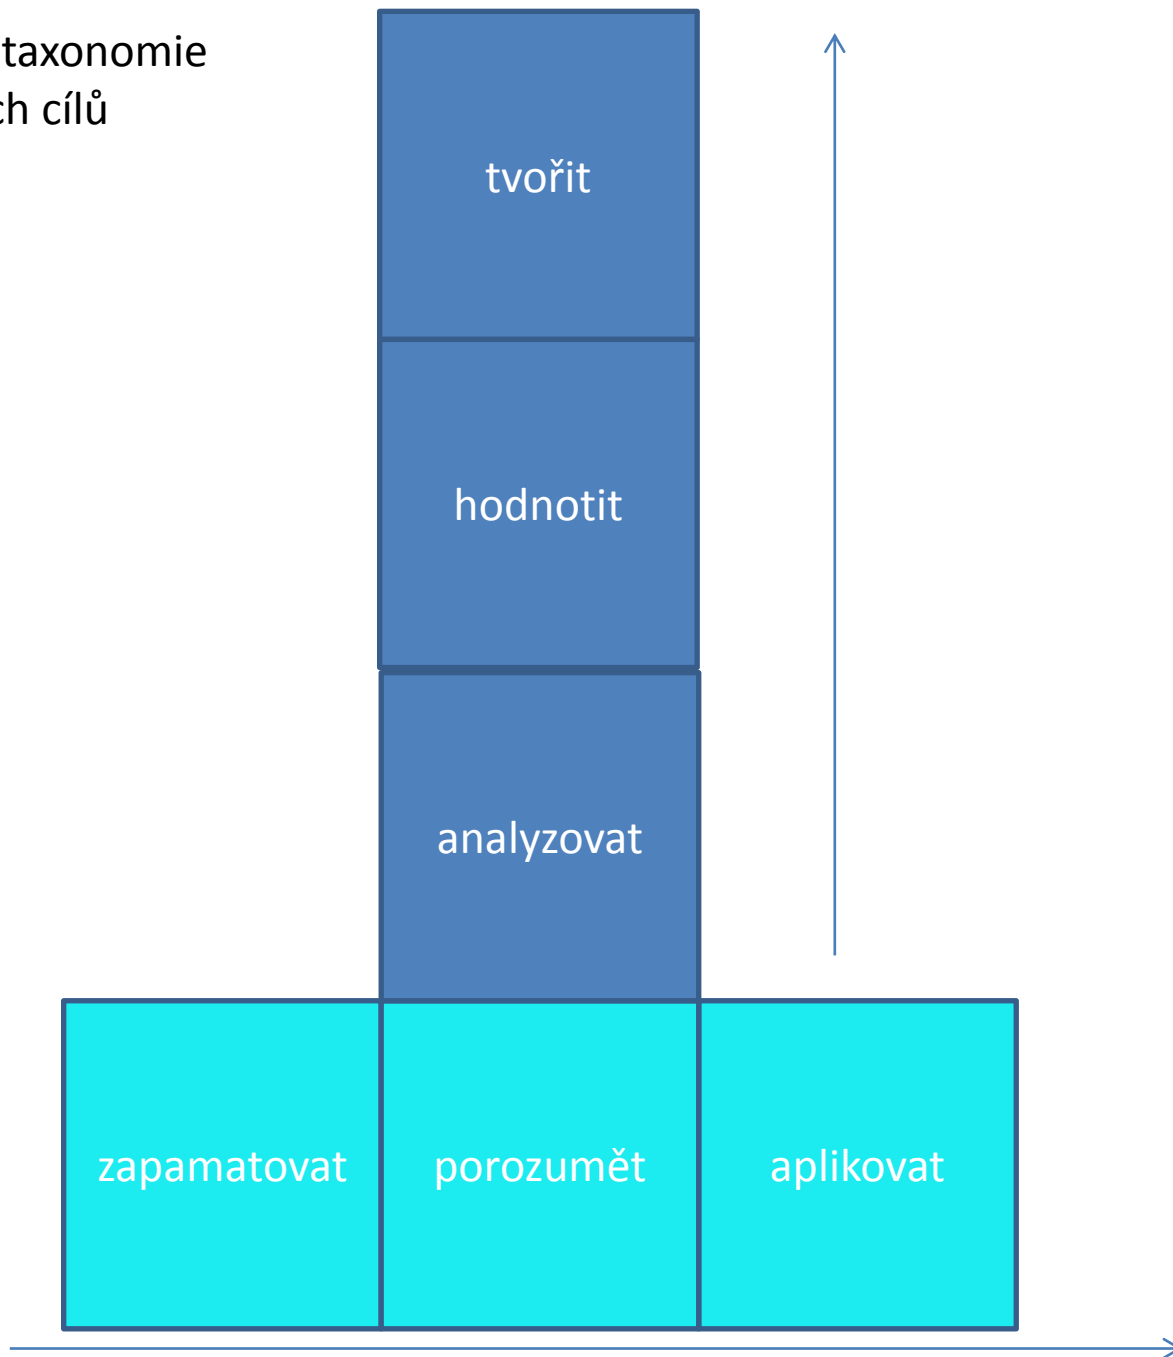 taxonomie
ch cílů
tvořit
hodnotit
analyzovat
zapamatovat porozumět aplikovat